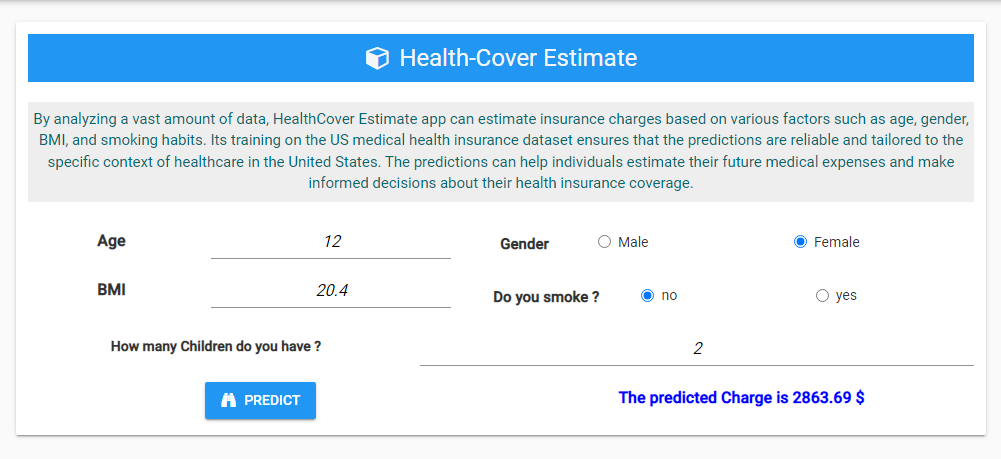 Health-Cover Estimate
By analyzing a vast amount of data, HealthCover Estimate app can estimate insurance charges based on various factors such as age, gender,
BMI, and smoking habits. Its training on the US medical health insurance dataset ensures that the predictions are reliable and tailored to the
specific context of healthcare in the United States. The predictions can help individuals estimate their future medical expenses and make
informed decisions about their health insurance coverage.
Age 12 Gender Male Female
BMI 20.4 Do you smoke ? no yes
How many Children do you have ? 2
PREDICT The predicted Charge is 2863.69 $